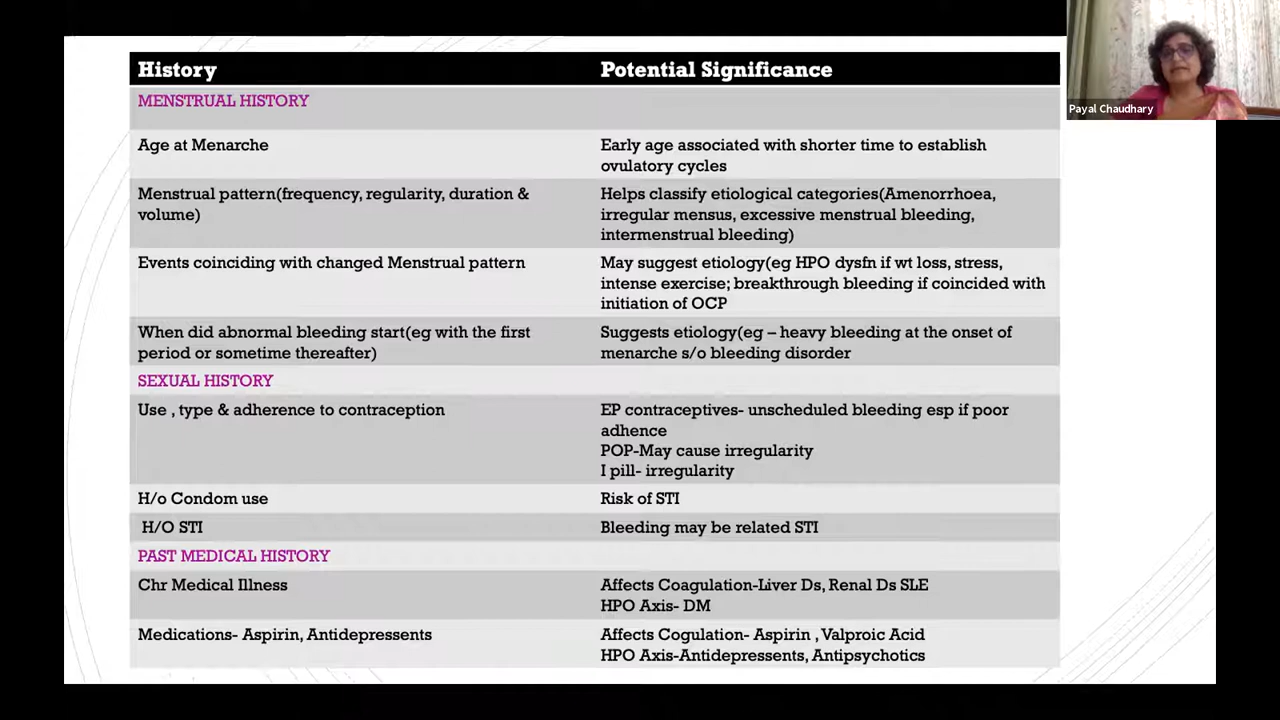 History
Potential Significance
MENSTRUAL HISTORY
Age at Menarche
Early age associated with shorter time to establish
ovulatory cycles
Menstrual pattern(frequency, regularity, duration &
volume)
Helps classify etiological categories(Amenorrhoea,
irregular mensus, excessive menstrual bleeding,
intermenstrual bleeding)
Events coinciding with changed Menstrual pattern
May suggest etiology(eg HPO dysfn if wt loss, stress,
intense exercise; breakthrough bleeding if coincided with
initiation of OCP
When did abnormal bleeding start(eg with the first
period or sometime thereafter)
Suggests etiology(eg – heavy bleeding at the onset of
menarche s/o bleeding disorder
SEXUAL HISTORY
Use , type & adherence to contraception
EP contraceptives- unscheduled bleeding esp if poor
adhence
POP-May cause irregularity
I pill- irregularity
H/o Condom use
Risk of STI
H/O STI
Bleeding may be related STI
PAST MEDICAL HISTORY
Chr Medical Illness
Affects Coagulation-Liver Ds, Renal Ds SLE
HPO Axis- DM
Medications- Aspirin, Antidepressents
Affects Cogulation- Aspirin , Valproic Acid
HPO Axis-Antidepressents, Antipsychotics
Payal Chaudhary